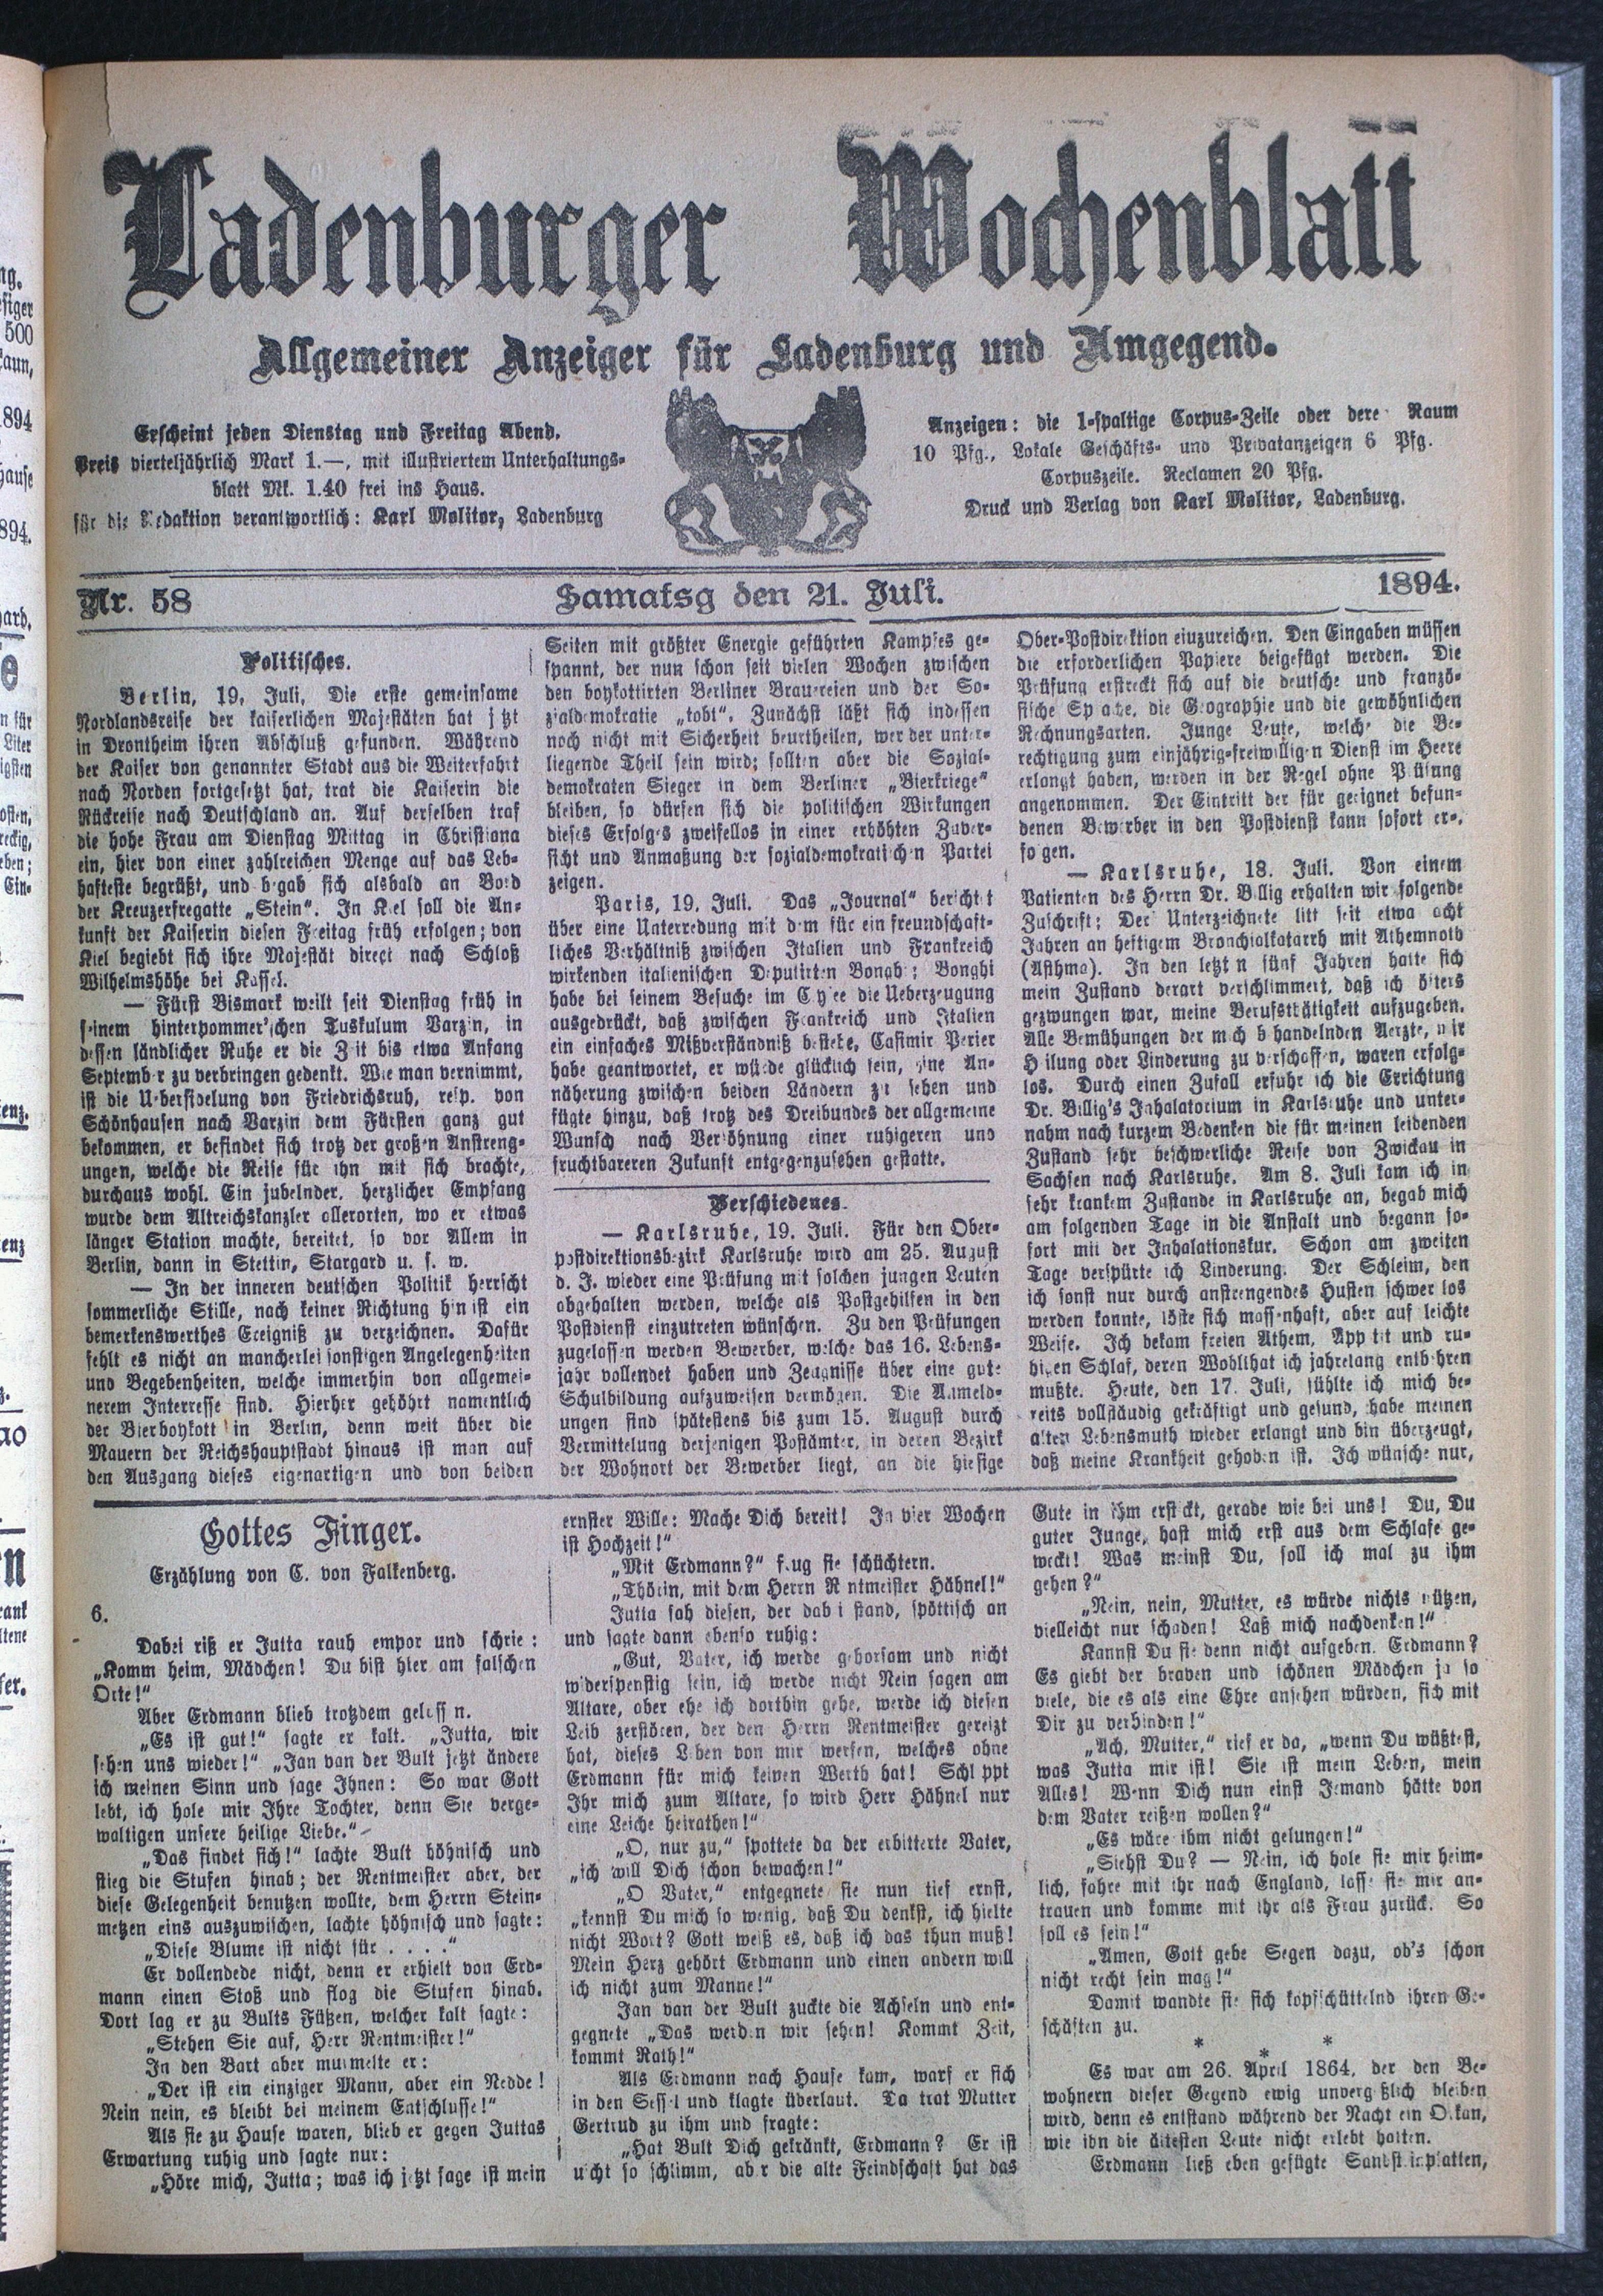 Ladenburger Wochenblatt
Allgemeiner Anzeiger für Ladenburg und Umgegend.
Erscheint jeden Dienstag und Freitag Abend.
Preis vierteljährlich Mark 1.—, mit illustriertem Unterhaltungs-
blatt Mk. 1.40 frei ins Haus.
für die Redaktion verantwortlich: Karl Molitor, Ladenburg
Anzeigen: die 1-spaltige Corpus-Zeile oder dere Raum
10 Pfg., Lokale Geschäfts- und Privatanzeigen 6 Pfg.
Corpuszeile. Reclamen 20 Pfg.
Druck und Verlag von Karl Molitor, Ladenburg.
Nr. 58
Samatsg den 21. Juli.
1894.
Politisches.
Berlin, 19, Juli, Die erste gemeinsame
Nordlandsreise der kaiserlichen Majestäten hat j tzt
in Drontheim ihren Abschluß gefunden. Während
der Kaiser von genannter Stadt aus die Weiterfahrt
nach Norden fortgesetzt hat, trat die Kaiserin die
Rückreise nach Deutschland an. Auf derselben traf
die hohe Frau am Dienstag Mittag in Christiana
ein, hier von einer zahlreichen Menge auf das Leb-
hafteste begrüßt, und b gab sich alsbald an Bord
der Kreuzerfregatte „Stein“. In Kiel soll die An-
kunft der Kaiserin diesen Freitag früh erfolgen; von
Kiel begiebt sich ihre Majestät direct nach Schloß
Wilhelmshöhe bei Kassel.
— Fürst Bismark weilt seit Dienstag früh in
seinem hinterpommer'schen Tuskulum Varzin, in
dessen ländlicher Ruhe er die Zeit bis etwa Anfang
September zu verbringen gedenkt. Wie man vernimmt,
ist die Uebersidelung von Friedrichsruh, resp. von
Schönhausen nach Varzin dem Fürsten ganz gut
bekommen, er befindet sich trotz der großen Anstreng-
ungen, welche die Reise für ihn mit sich brachte,
durchaus wohl. Ein jubelnder, herzlicher Empfang
wurde dem Altreichskanzler allerorten, wo er etwas
länger Station machte, bereitet, so vor Allem in
Berlin, dann in Stettin, Stargard u. s. w.
— In der inneren deutschen Politik herrscht
sommerliche Stille, nach keiner Richtung hin ist ein
bemerkenswerthes Ereigniß zu verzeichnen. Dafür
fehlt es nicht an mancherlei sonstigen Angelegenheiten
und Begebenheiten, welche immerhin von allgemei-
nerem Interresse sind. Hierher gehöhrt namentlich
der Bierboykott in Berlin, denn weit über die
Mauern der Reichshauptstadt hinaus ist man auf
den Ausgang dieses eigenartigen und von beiden
Seiten mit größter Energie geführten Kampfes ge-
spannt, der nun schon seit vielen Wochen zwischen
den boykottirten Berliner Brauereien und der So-
zialdemokratie „tobt“. Zunächst läßt sich indessen
noch nicht mit Sicherheit beurtheilen, wer der unter-
liegende Theil sein wird; sollten aber die Sozial-
demokraten Sieger in dem Berliner „Bierkriege“
bleiben, so dürfen sich die politischen Wirkungen
dieses Erfolges zweifellos in einer erhöhten Zuver-
sicht und Anmaßung der sozialdemokratischen Partei
zeigen.
Paris, 19. Juli. Das „Journal“ berichtet
über eine Unterredung mit dem für ein freundschaft-
liches Verhältniß zwischen Italien und Frankreich
wirkenden italienischen Deputirten Bonghi; Bonghi
habe bei seinem Besuche im die Ueberzeugung
ausgedrückt, daß zwischen Frankreich und Italien
ein einfaches Mißverständniß bestehe, Casimir Perier
habe geantwortet, er würde glücklich sein, eine An-
näherung zwischen beiden Ländern zu sehen und
fügte hinzu, daß trotz des Dreibundes der allgemeine
Wunsch nach Versöhnung einer ruhigeren und
fruchtbareren Zukunft entgegenzusehen gestatte.
Verschiedenes.
— Karlsruhe, 19. Juli. Für den Ober-
postdirektionsbezirk Karlsruhe wird am 25. August
d. J. wieder eine Prüfung mit solchen jungen Leuten
abgehalten werden, welche als Postgehilfen in den
Postdienst einzutreten wünschen. Zu den Prüfungen
zugelassen werden Bewerber, welche das 16. Lebens-
jahr vollendet haben und Zeugnisse über eine gute
Schulbildung aufzuweisen vermögen. Die Anmeld-
ungen sind spätestens bis zum 15. August durch
Vermittelung derjenigen Postämter, in deren Bezirk
der Wohnort der Bewerber liegt, an die hiesige
Ober-Postdirektion einzureichen. Den Eingaben müssen
die erforderlichen Papiere beigefügt werden. Die
Prüfung erstreckt sich auf die deutsche und franzö-
sische Sprache, die Geographie und die gewöhnlichen
Rechnungsarten. Junge Leute, welche die Be-
rechtigung zum einjährig-freiwilligen Dienst im Heere
erlangt haben, werden in der Regel ohne Prüfung
angenommen. Der Eintritt der für geeignet befun-
denen Bewerber in den Postdienst kann sofort er-
folgen.
— Karlsruhe, 18. Juli. Von einem
Patienten des Herrn Dr. Billig erhalten wir folgende
Zuschrift: Der Unterzeichnete litt seit etwa acht
Jahren an heftigem Bronchialkatarrh mit Athemnoth
(Asthma). In den letzt n fünf Jahren hatte sich
mein Zustand derart verschlimmert, daß ich öfters
gezwungen war, meine Berufsthätigkeit aufzugeben.
Alle Bemühungen der mich b handelnden Aerzte, mir
H ilung oder Linderung zu verschaffen, waren erfolg-
los. Durch einen Zufall erfuhr ich die Errichtung
Dr. Billig's Inhalatorium in Karlsruhe und unter-
nahm nach kurzem Bedenken die für meinen leidenden
Zustand sehr beschwerliche Reise von Zwickau in
Sachsen nach Karlsruhe. Am 8. Juli kam ich in
sehr krankem Zustande in Karlsruhe an, begab mich
am folgenden Tage in die Anstalt und begann so-
fort mit der Inhalationskur. Schon am zweiten
Tage verspürte ich Linderung. Der Schleim, den
ich sonst nur durch anstrengendes Husten schwer los
werden konnte, löste sich massenhaft, aber auf leichte
Weise. Ich bekam freien Athem, App tit und ru-
higen Schlaf, deren Wohlthat ich jahrelang entbehren
mußte. Heute, den 17. Juli, fühlte ich mich be-
reits vollständig gekräftigt und gesund, habe meinen
alten Lebensmuth wieder erlangt und bin überzeugt,
daß meine Krankheit gehoben ist. Ich wünsche nur,
Gottes Finger.
Erzählung von C. von Falkenberg.
6.
Dabei riß er Jutta rauh empor und schrie:
„Komm heim, Mädchen! Du bist hier am falschen
Orte!“
Aber Erdmann blieb trotzdem gelass n.
„Es ist gut!“ sagte er kalt. „Jutta, wir
sehen uns wieder!“ „Jan van der Bult jetzt ändere
ich meinen Sinn und sage Ihnen: So war Gott
lebt, ich hole mir Ihre Tochter, denn Sie verge-
waltigen unsere heilige Liebe.“
„Das findet sich!“ lachte Bult höhnisch und
stieg die Stufen hinab; der Rentmeister aber, der
diese Gelegenheit benutzen wollte, dem Herrn Stein-
metzen eins auszuwischen, lachte höhnisch und sagte:
„Diese Blume ist nicht für . . . .“
Er vollendede nicht, denn er erhielt von Erd-
mann einen Stoß und flog die Stufen hinab.
Dort lag er zu Bults Füßen, welcher kalt sagte:
„Stehen Sie auf, Herr Rentmeister!“
In den Bart aber murmelte er:
„Der ist ein einziger Mann, aber ein Nedde!
Nein nein, es bleibt bei meinem Entschlusse!“
Als sie zu Hause waren, blieb er gegen Juttas
Erwartung ruhig und sagte nur:
„Höre mich, Jutta; was ich jetzt sage ist mein
ernster Wille: Mache Dich bereit! In vier Wochen
ist Hochzeit!“
„Mit Erdmann?“ frug sie schüchtern.
„Thörin, mit dem Herrn R ntmeister Hähnel!“
Jutta sah diesen, der dab i stand, spöttisch an
und sagte dann ebenso ruhig:
„Gut, Vater, ich werde gehorsam und nicht
widerspenstig sein, ich werde nicht Nein sagen am
Altare, aber ehe ich dorthin gehe, werde ich diesen
Leib zerstören, der den Herrn Rentmeister gereizt
hat, dieses Leben von mir werfen, welches ohne
Erdmann für mich keinen Werth hat! Schl ppt
Ihr mich zum Altare, so wird Herr Hähnel nur
eine Leiche heirathen!“
„O, nur zu,“ spottete da der erbitterte Vater,
„ich will Dich schon bewachen!“
„O Vater,“ entgegnete sie nun tief ernst,
„kennst Du mich so wenig, daß Du denkst, ich hielte
nicht Wort? Gott weiß es, daß ich das thun muß!
Mein Herz gehört Erdmann und einen andern will
ich nicht zum Manne!“
Jan van der Bult zuckte die Achseln und ent-
gegnete „Das werden wir sehen! Kommt Zeit,
kommt Rath!“
Als Erdmann nach Hause kam, warf er sich
in den Sessel und klagte überlaut. Da trat Mutter
Gertrud zu ihm und fragte:
„Hat Bult Dich gekränkt, Erdmann? Er ist
nicht so schlimm, ab r die alte Feindschaft hat das
Gute in ihm erstickt, gerade wie bei uns! Du, Du
guter Junge, hast mich erst aus dem Schlafe ge-
weckt! Was meinst Du, soll ich mal zu ihm
gehen?“
„Nein, nein, Mutter, es würde nichts nützen,
vielleicht nur schaden! Laß mich nachdenken!“
Kannst Du sie denn nicht aufgeben. Erdmann?
Es giebt der braven und schönen Mädchen ja so
viele, die es als eine Ehre ansehen würden, sich mit
Dir zu verbinden!“
„Ach, Mutter,“ rief er da, „wenn Du wüßtest,
was Jutta mir ist! Sie ist mein Leben, mein
Alles! Wenn Dich nun einst Jemand hätte von
dem Vater reißen wollen?“
„Es wäre ihm nicht gelungen!“
„Siehst Du? — Nein, ich hole sie mir heim-
lich, fahre mit ihr nach England, lasse sie mir an-
trauen und komme mit ihr als Frau zurück. So
soll es sein!“
„Amen, Gott gebe Segen dazu, ob's schon
nicht recht sein mag!“
Damit wandte sie sich kopfschüttelnd ihren Ge-
schäften zu.
* * *
Es war am 26. April 1864, der den Be-
wohnern dieser Gegend ewig unvergeßlich bleiben
wird, denn es entstand während der Nacht ein Orkan,
wie ihn die ältesten Leute nicht erlebt hatten.
Erdmann ließ eben gefügte Sandsteinplatten,